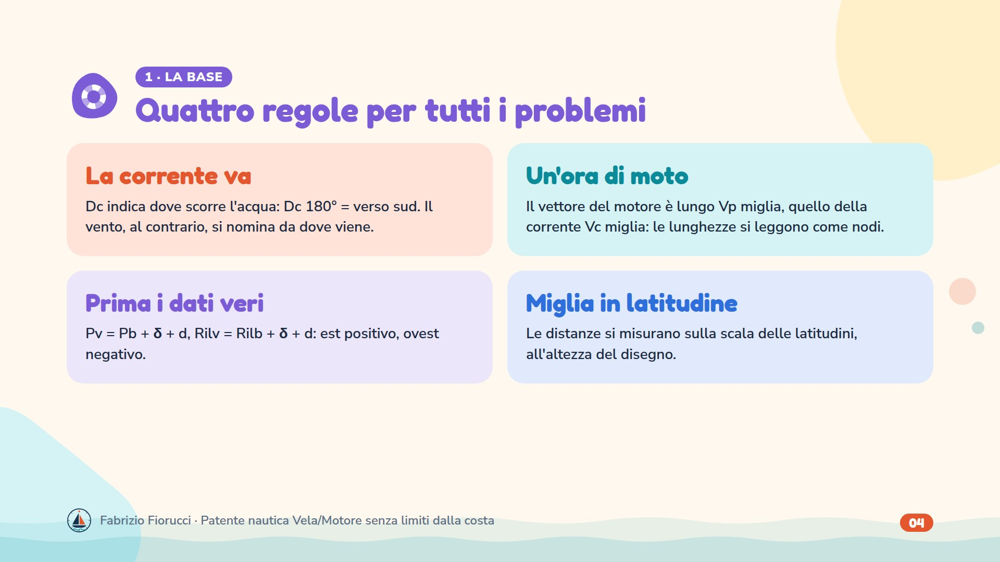 1 · LA BASE
Quattro regole per tutti i problemi
La corrente va
Dc indica dove scorre l'acqua: Dc 180° = verso sud. Il
vento, al contrario, si nomina da dove viene.
Un'ora di moto
Il vettore del motore è lungo Vp miglia, quello della
corrente Vc miglia: le lunghezze si leggono come nodi.
Prima i dati veri
Pv = Pb + δ + d, Rilv = Rilb + δ + d: est positivo, ovest
negativo.
Miglia in latitudine
Le distanze si misurano sulla scala delle latitudini,
all'altezza del disegno.
Fabrizio Fiorucci · Patente nautica Vela/Motore senza limiti dalla costa
04